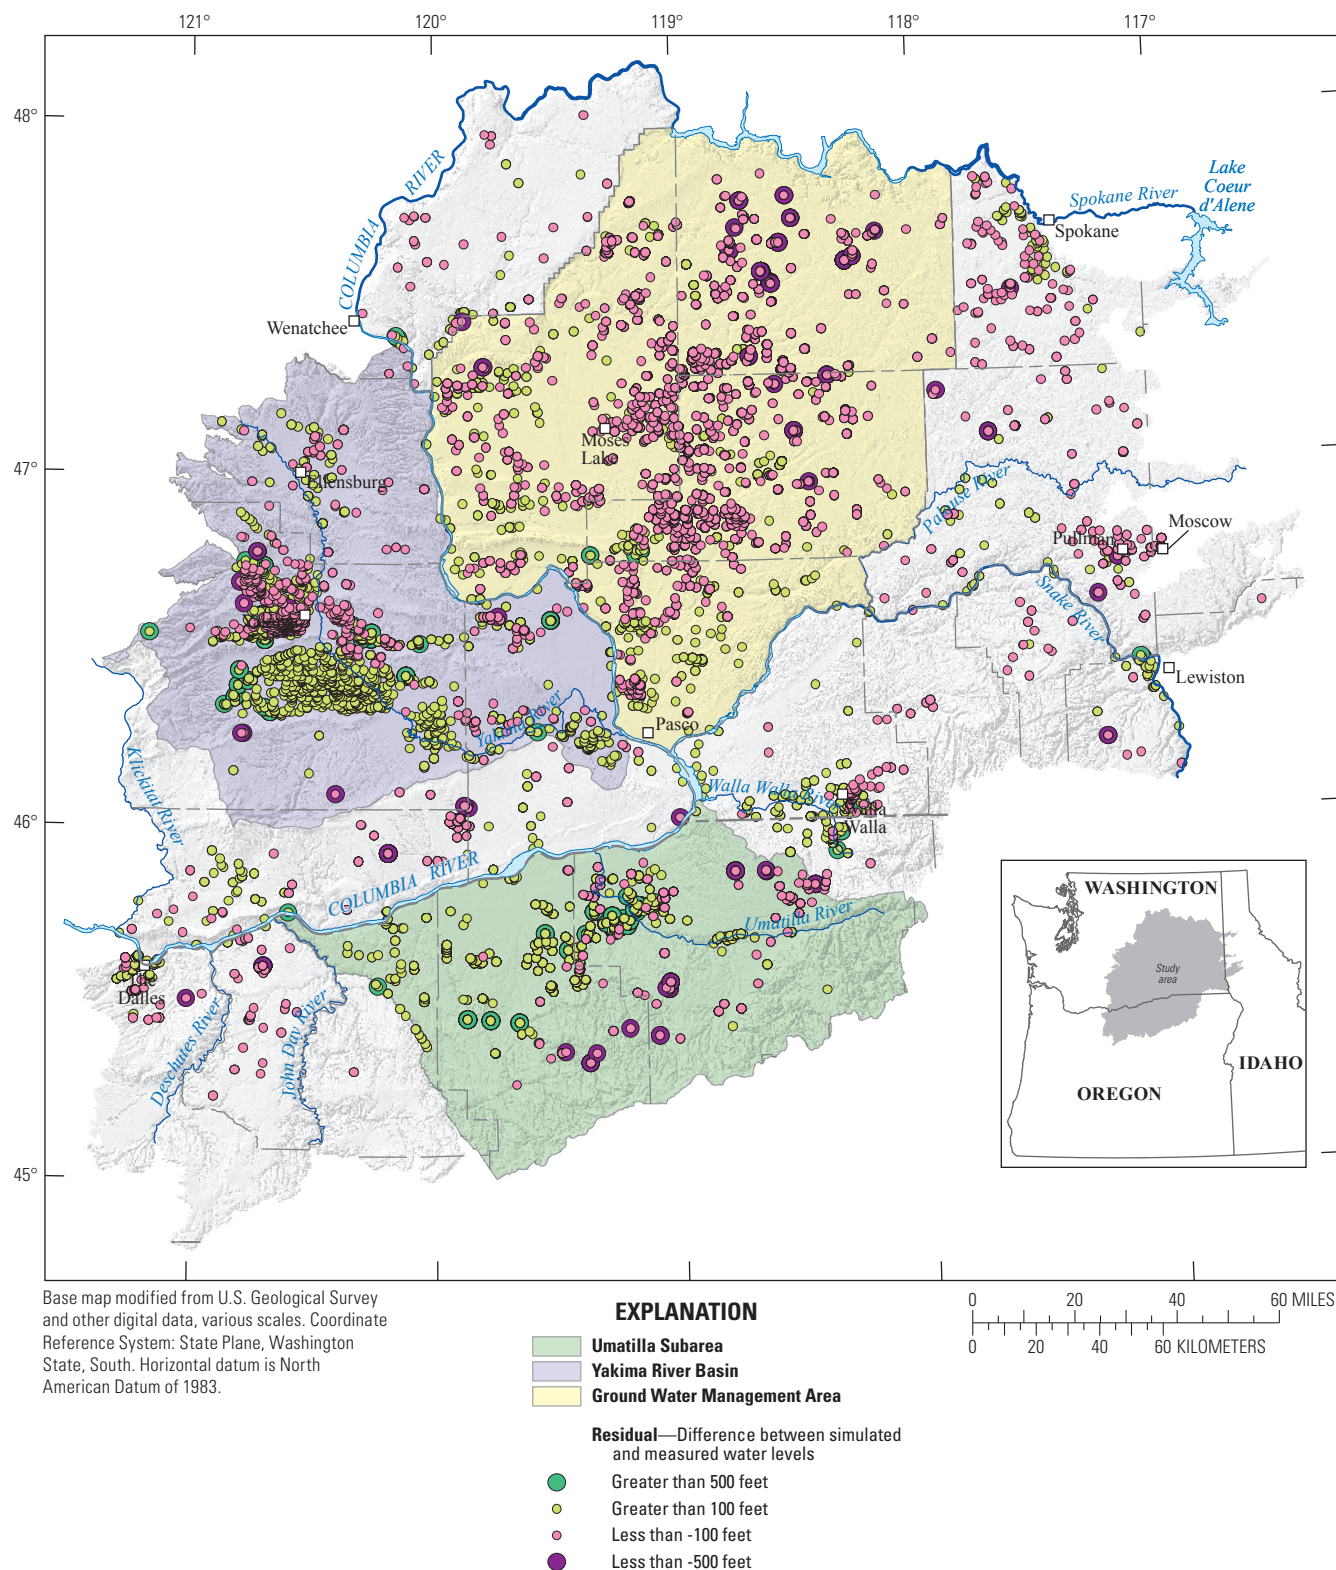 121°
120°
119°
118°
117°
48°
47°
46°
45°
COLUMBIA RIVER
Lake
Coeur
d'Alene
Spokane River
Spokane
Wenatchee
Moses
Lake
Ellensburg
Palouse River
Moscow
Pullman
Snake River
Lewiston
Pasco
Yakima River
Klickitat River
Walla Walla River
Walla
Walla
COLUMBIA RIVER
Umatilla River
The
Dalles
Deschutes River
John Day River
WASHINGTON
Study
area
IDAHO
OREGON
Base map modified from U.S. Geological Survey
and other digital data, various scales. Coordinate
Reference System: State Plane, Washington
State, South. Horizontal datum is North
American Datum of 1983.
EXPLANATION
Umatilla Subarea
Yakima River Basin
Ground Water Management Area
Residual—Difference between simulated
and measured water levels
Greater than 500 feet
Greater than 100 feet
Less than -100 feet
Less than -500 feet
0 20 40 60 MILES
0 20 40 60 KILOMETERS